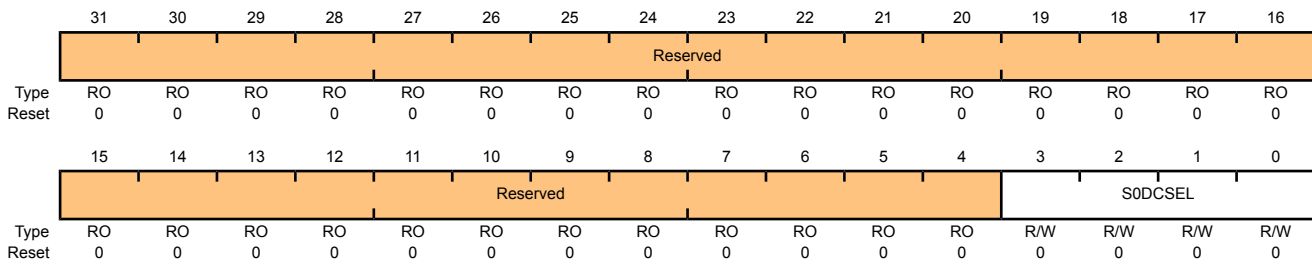 31 30 29 28 27 26 25 24 23 22 21 20 19 18 17 16
Reserved
Type RO RO RO RO RO RO RO RO RO RO RO RO RO RO RO RO
Reset 0 0 0 0 0 0 0 0 0 0 0 0 0 0 0 0
15 14 13 12 11 10 9 8 7 6 5 4 3 2 1 0
Reserved S0DCSEL
Type RO RO RO RO RO RO RO RO RO RO RO RO R/W R/W R/W R/W
Reset 0 0 0 0 0 0 0 0 0 0 0 0 0 0 0 0